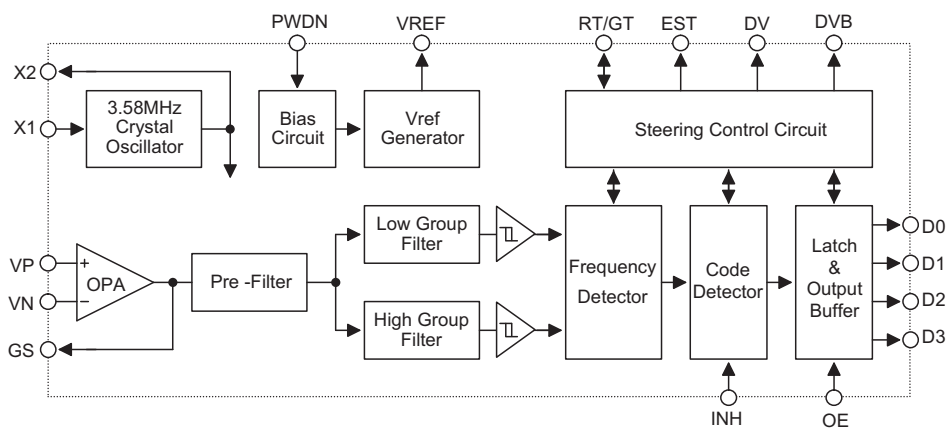 PWDN
VREF
RT/GT
EST
DV
DVB
X2
X1
3.58MHz
Crystal
Oscillator
Bias
Circuit
Vref
Generator
Steering Control Circuit
VP
VN
GS
+
−
OPA
Pre -Filter
Low Group
Filter
High Group
Filter
Frequency
Detector
Code
Detector
Latch
&
Output
Buffer
D0
D1
D2
D3
INH
OE